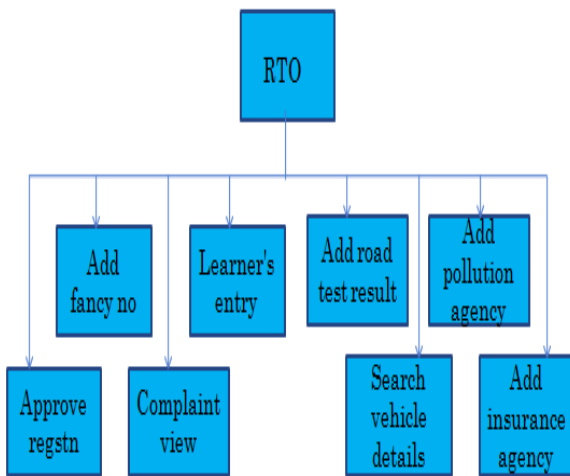 RTO
Add
fancy no
Learner's
entry
Add road
test result
Add
pollution
agency
Approve
regstn
Complaint
view
Search
vehicle
details
Add
insurance
agency